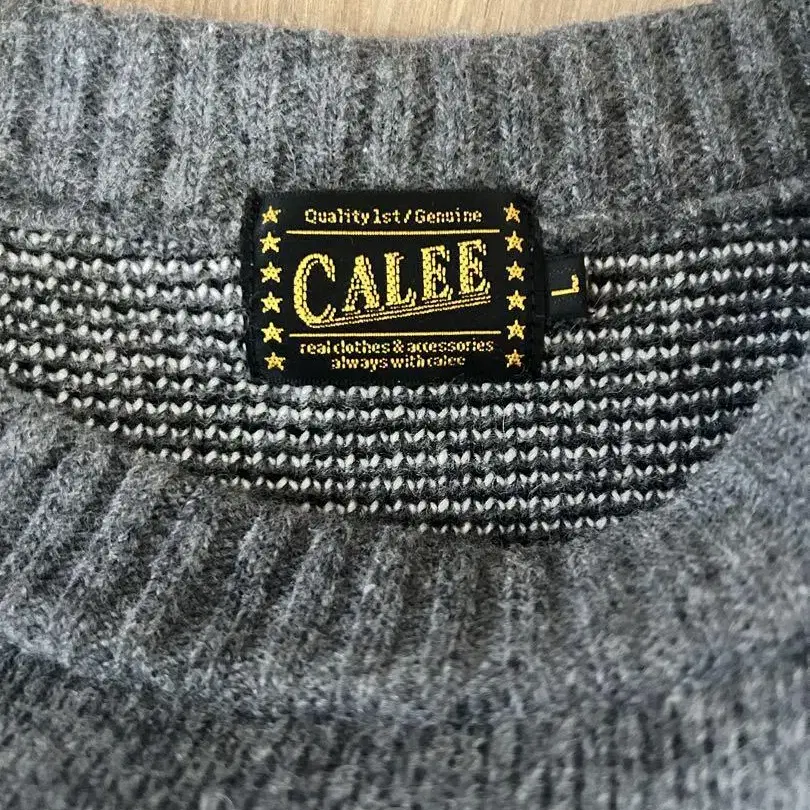 Quality 1st / Genuine
CALEE
L
real clothes & accessories
always with calee